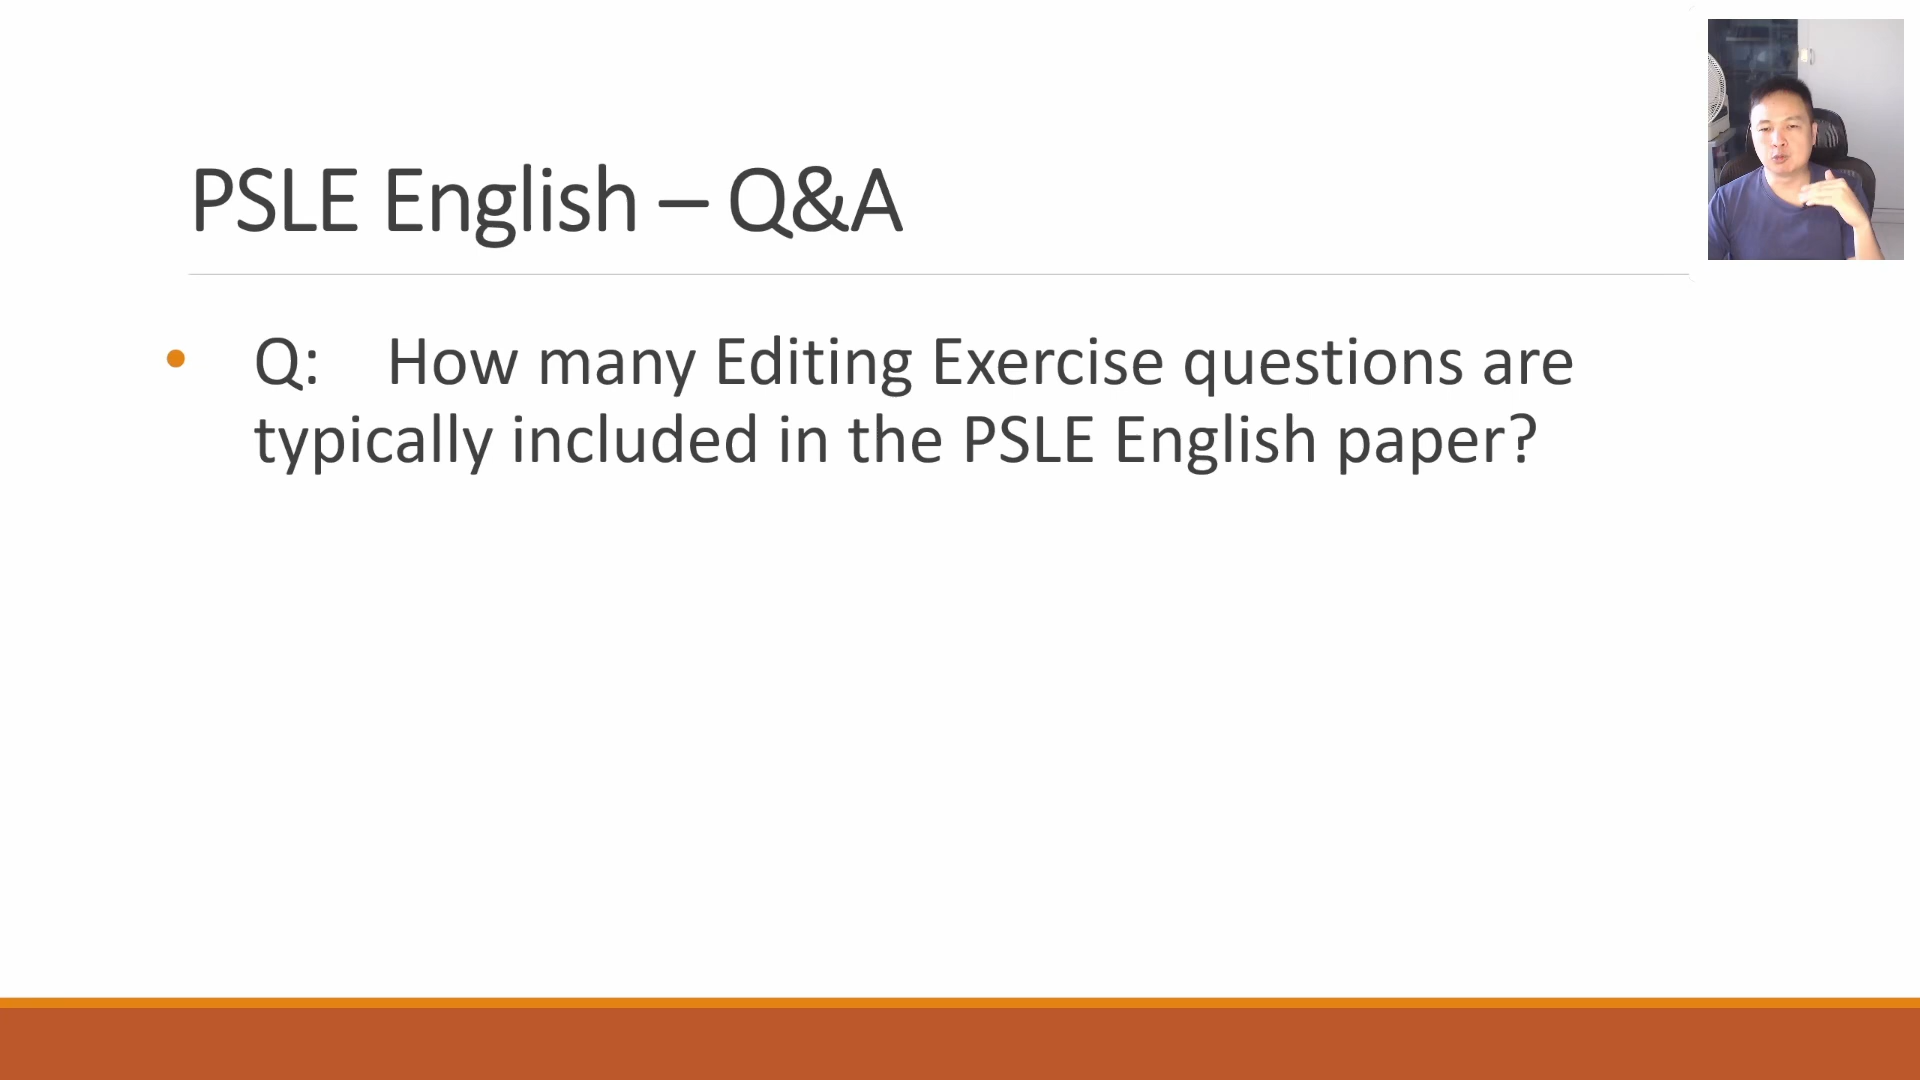 PSLE English – Q&A
• Q: How many Editing Exercise questions are
typically included in the PSLE English paper?